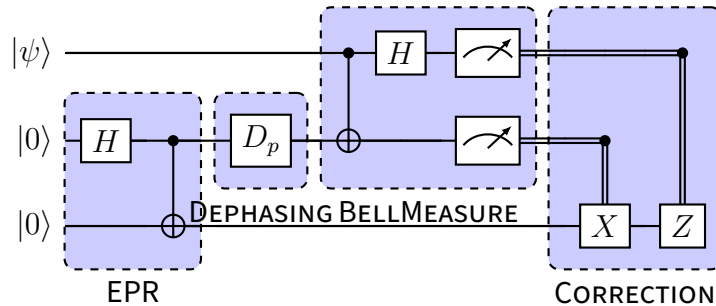 |ψ⟩ H
|0⟩ H D_p
DEPHASING BELLMEASURE
|0⟩ X Z
EPR CORRECTION